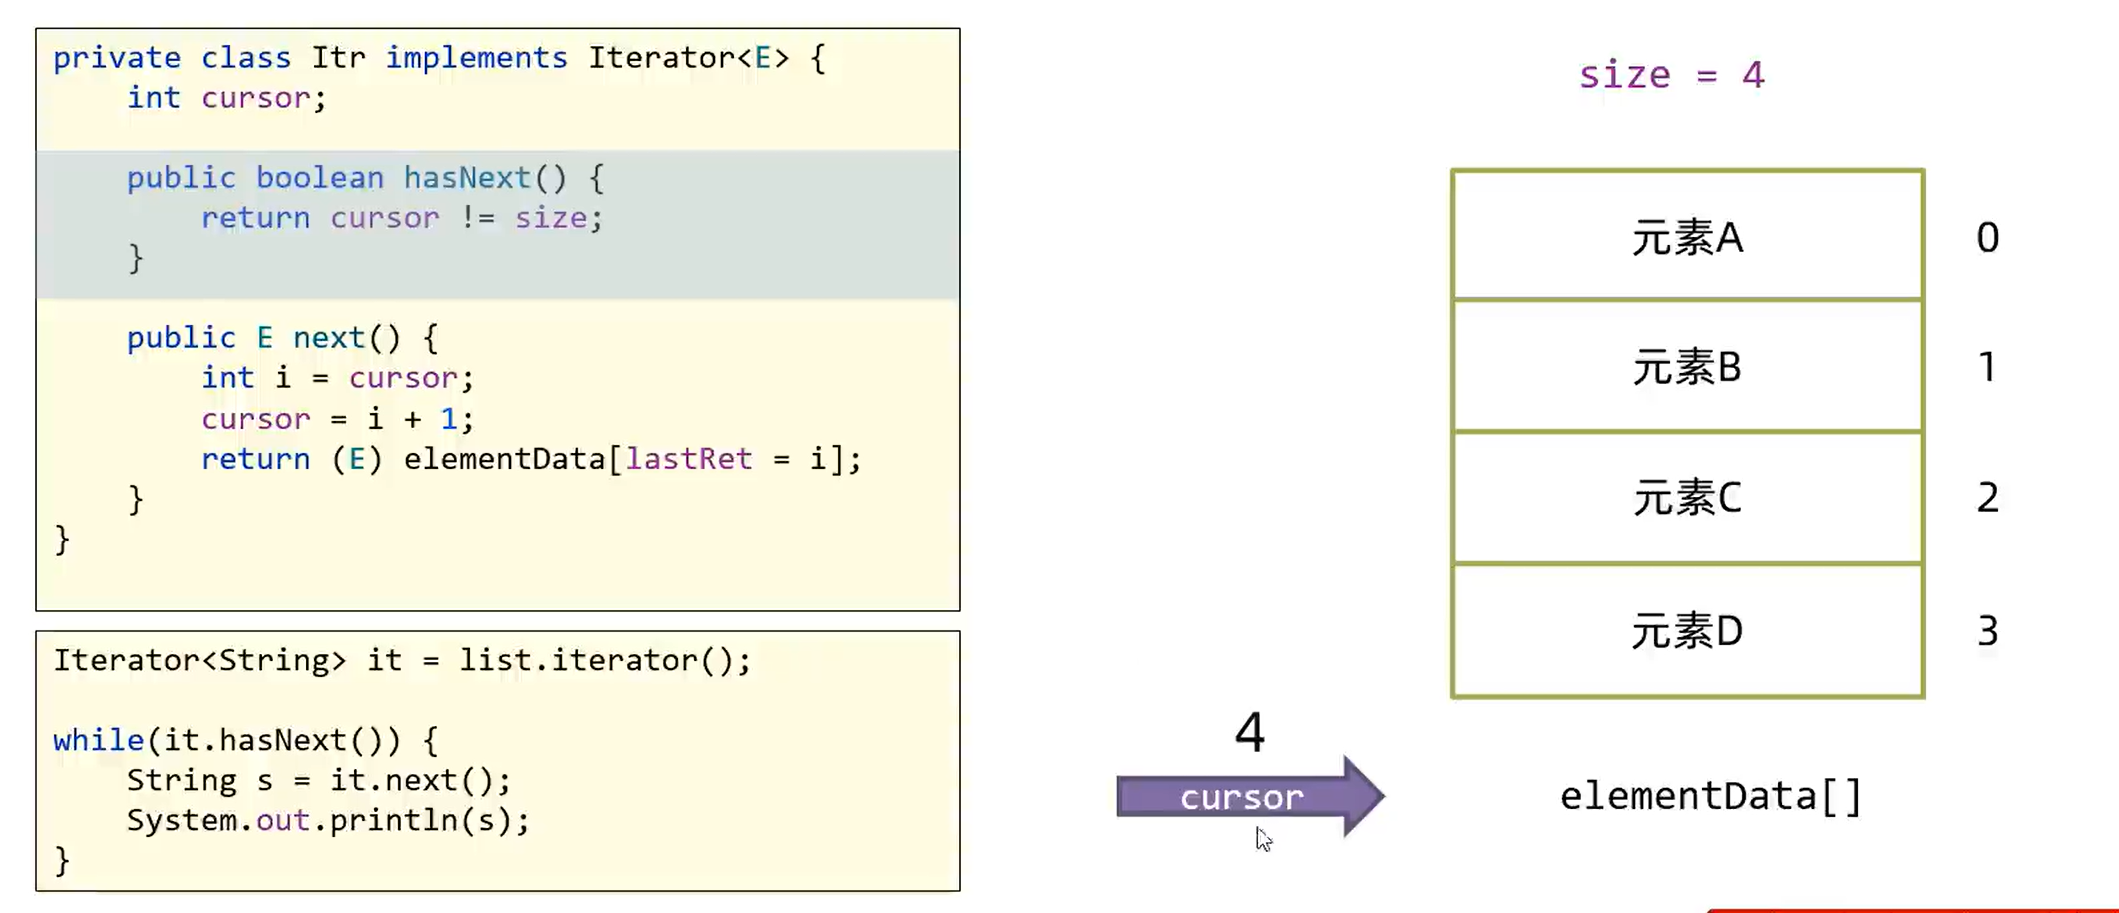 private class Itr implements Iterator<E> {
    int cursor;
    public boolean hasNext() {
        return cursor != size;
    }
    public E next() {
        int i = cursor;
        cursor = i + 1;
        return (E) elementData[lastRet = i];
    }
}
Iterator<String> it = list.iterator();
while(it.hasNext()) {
    String s = it.next();
    System.out.println(s);
}
size = 4
元素A 0
元素B 1
元素C 2
元素D 3
4
cursor
elementData[]